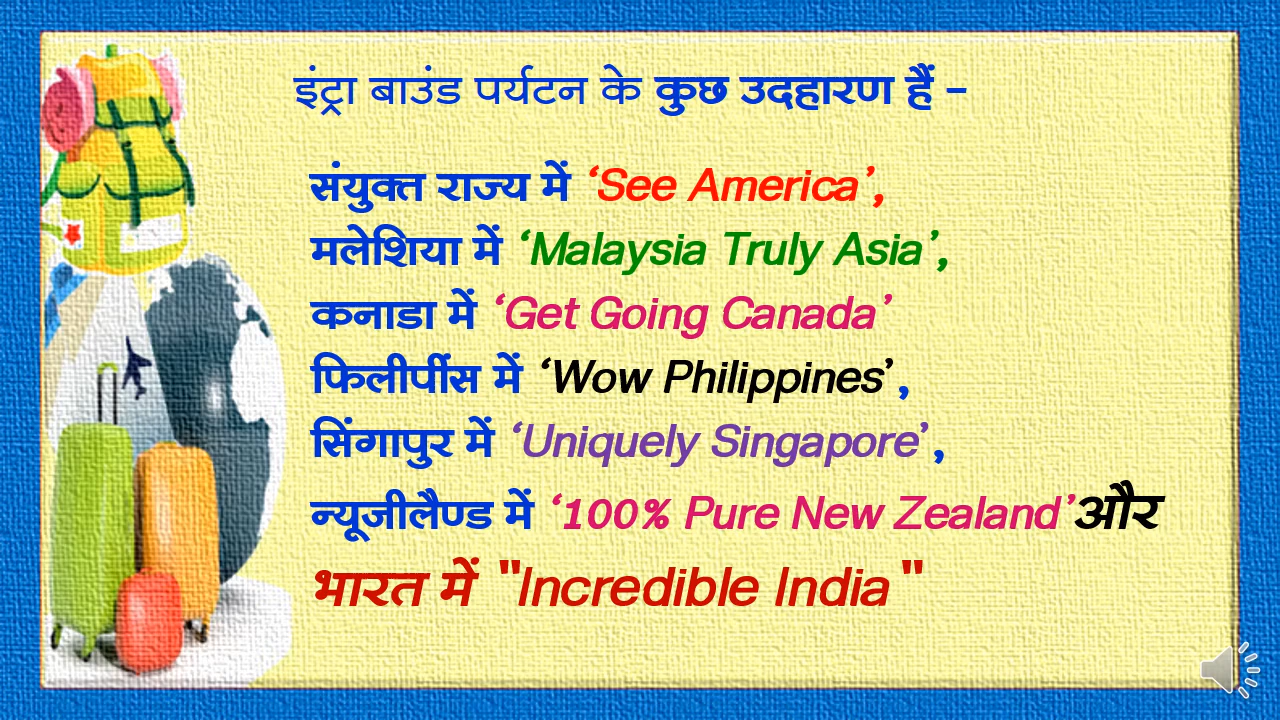 इंट्रा बाउंड पर्यटन के कुछ उदहारण हैं –
संयुक्त राज्य में ‘See America’,
मलेशिया में ‘Malaysia Truly Asia’,
कनाडा में ‘Get Going Canada’
फिलीर्पीस में ‘Wow Philippines’,
सिंगापुर में ‘Uniquely Singapore’,
न्यूजीलैण्ड में ‘100% Pure New Zealand’और
भारत में "Incredible India"